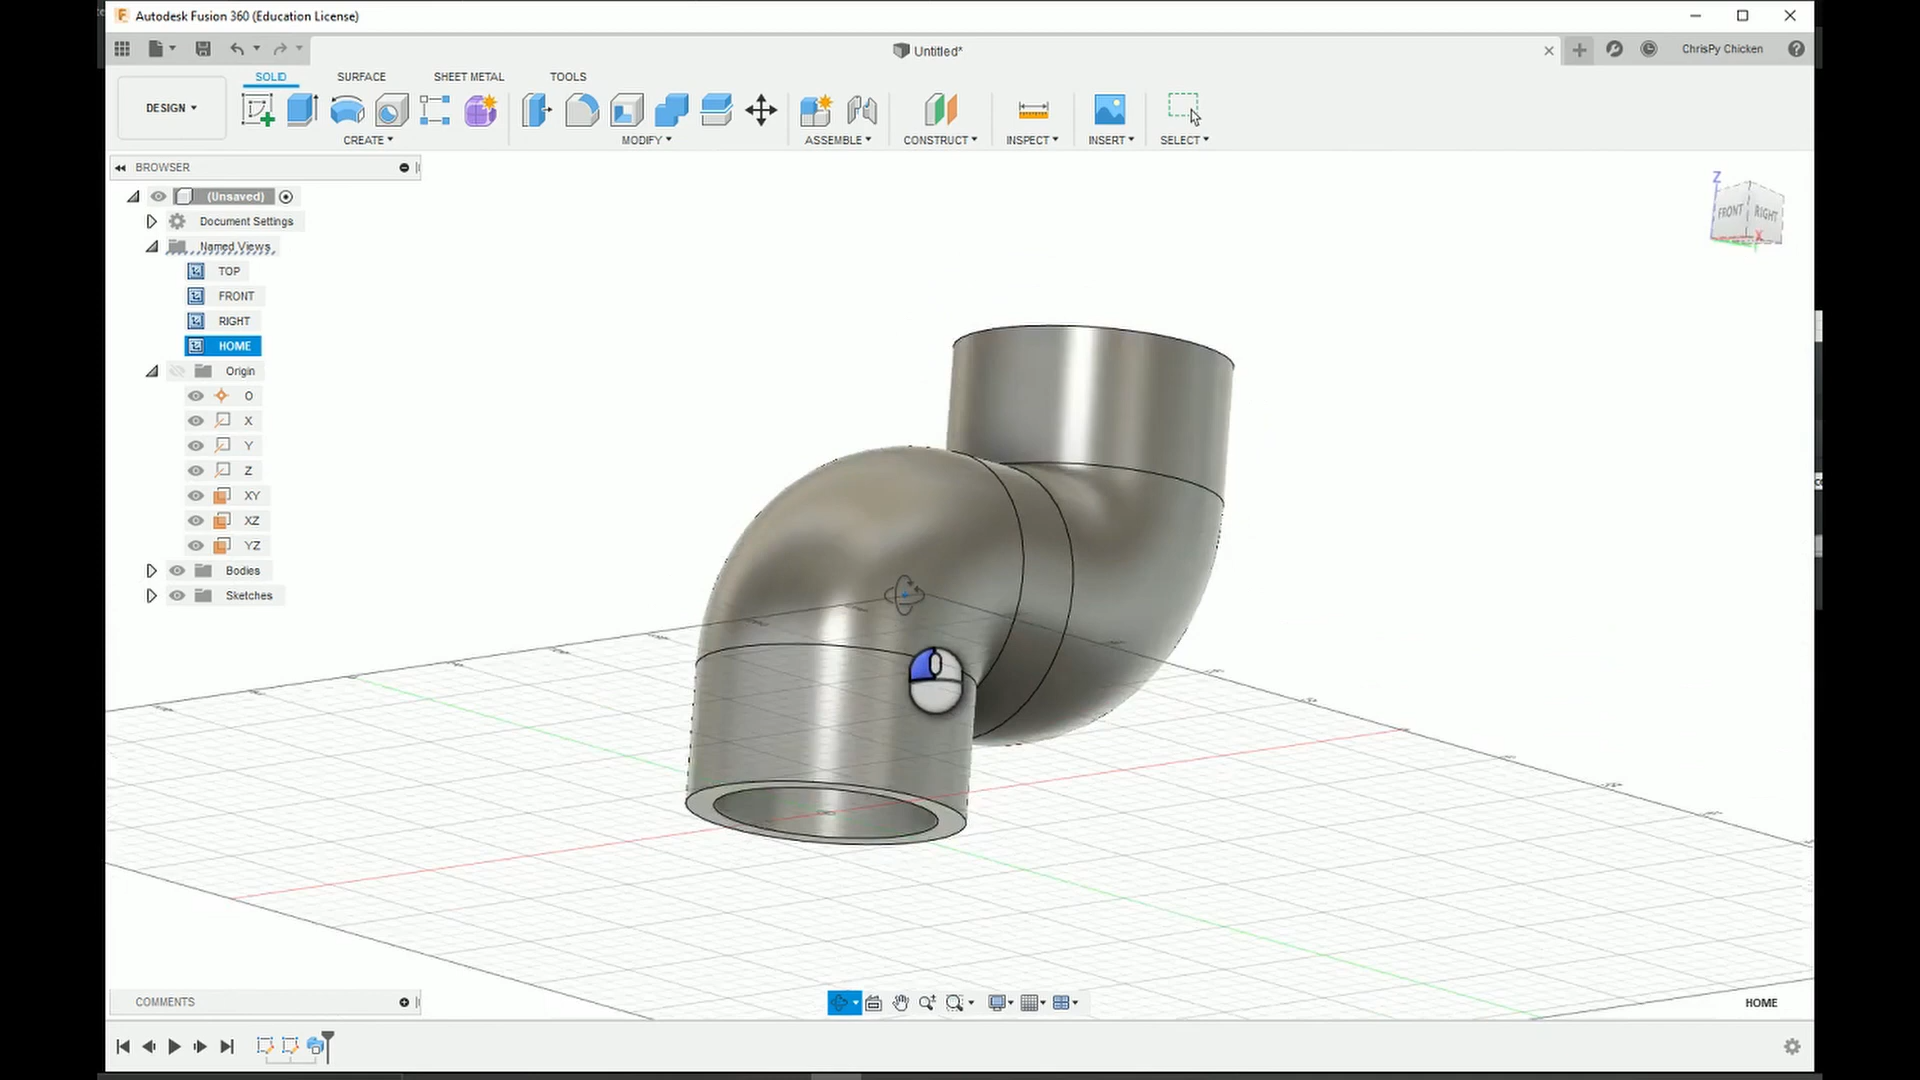 Autodesk Fusion 360 (Education License)
Untitled*
ChrisPy Chicken
DESIGN
SOLID
SURFACE
SHEET METAL
TOOLS
CREATE
MODIFY
ASSEMBLE
CONSTRUCT
INSPECT
INSERT
SELECT
BROWSER
(Unsaved)
Document Settings
Named Views
TOP
FRONT
RIGHT
HOME
Origin
O
X
Y
Z
XY
XZ
YZ
Bodies
Sketches
Z
FRONT
RIGHT
X
COMMENTS
HOME